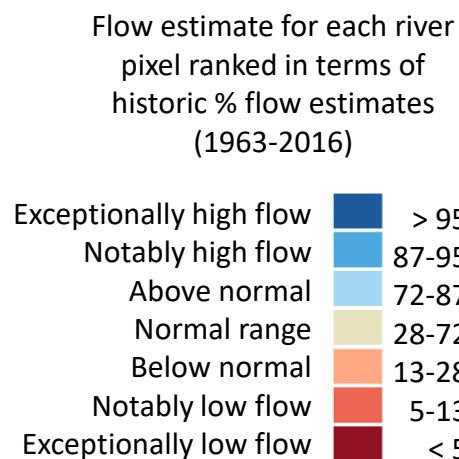 Flow estimate for each river
pixel ranked in terms of
historic % flow estimates
(1963-2016)
Exceptionally high flow > 95
Notably high flow 87-95
Above normal 72-87
Normal range 28-72
Below normal 13-28
Notably low flow 5-13
Exceptionally low flow < 5